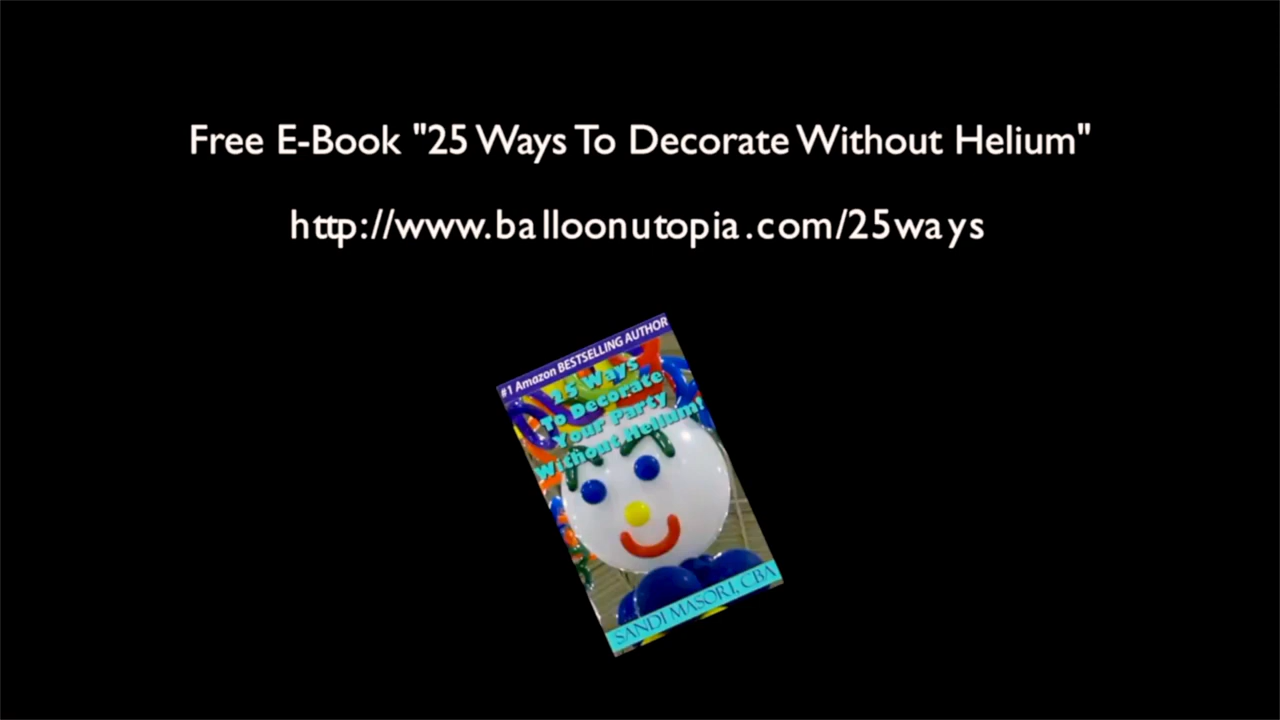 Free E-Book "25 Ways To Decorate Without Helium"
http://www.balloonutopia.com/25ways
#1 Amazon BESTSELLING AUTHOR
25 Ways
To Decorate
Your Party
Without Helium!
SANDI MASORI, CBA